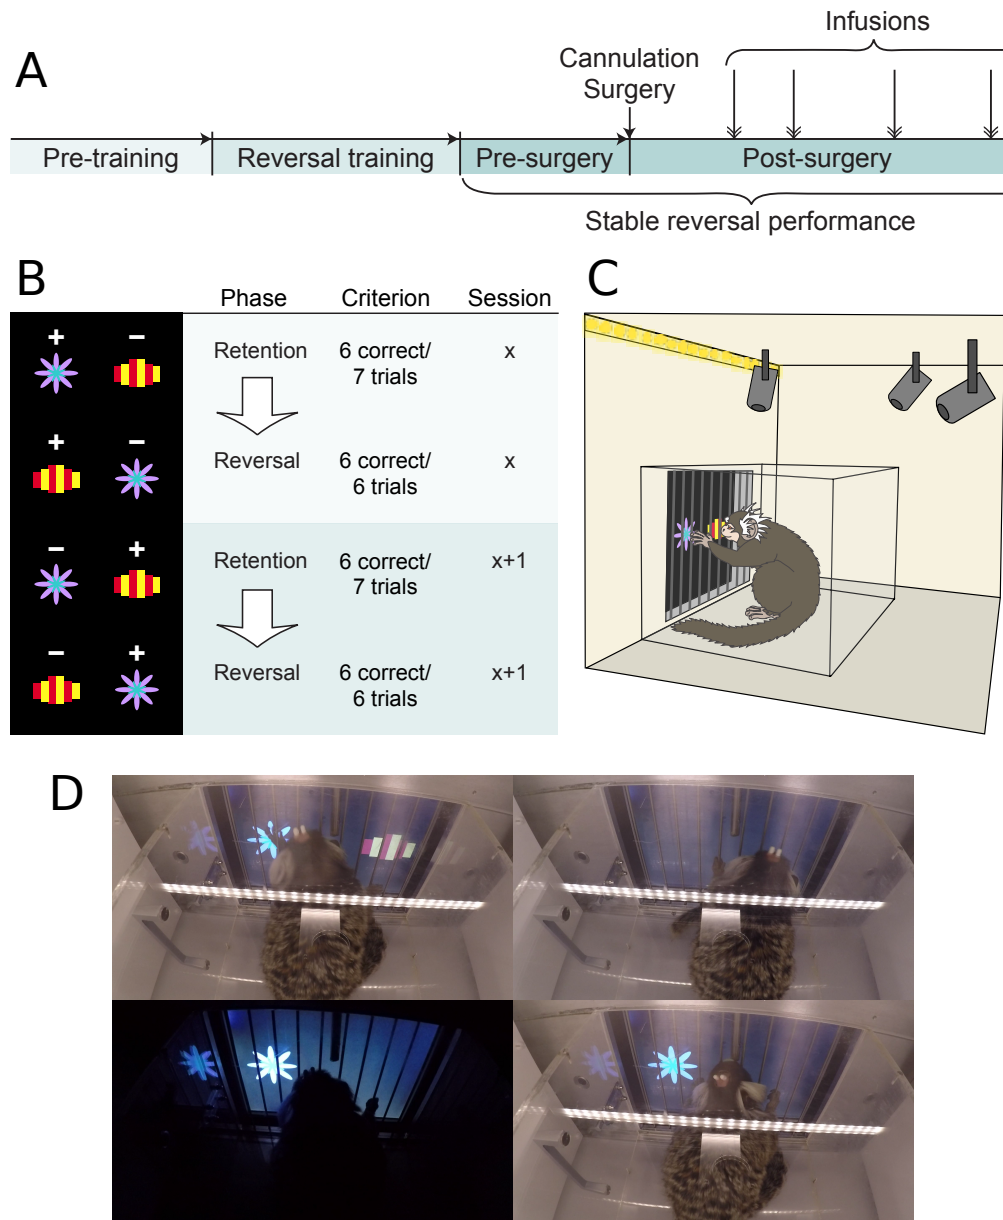 A
Infusions
Cannulation
Surgery
Pre-training
Reversal training
Pre-surgery
Post-surgery
Stable reversal performance
B
Phase
Criterion
Session
+
–
Retention
6 correct/
7 trials
x
+
–
Reversal
6 correct/
6 trials
x
–
+
Retention
6 correct/
7 trials
x+1
–
+
Reversal
6 correct/
6 trials
x+1
C
D